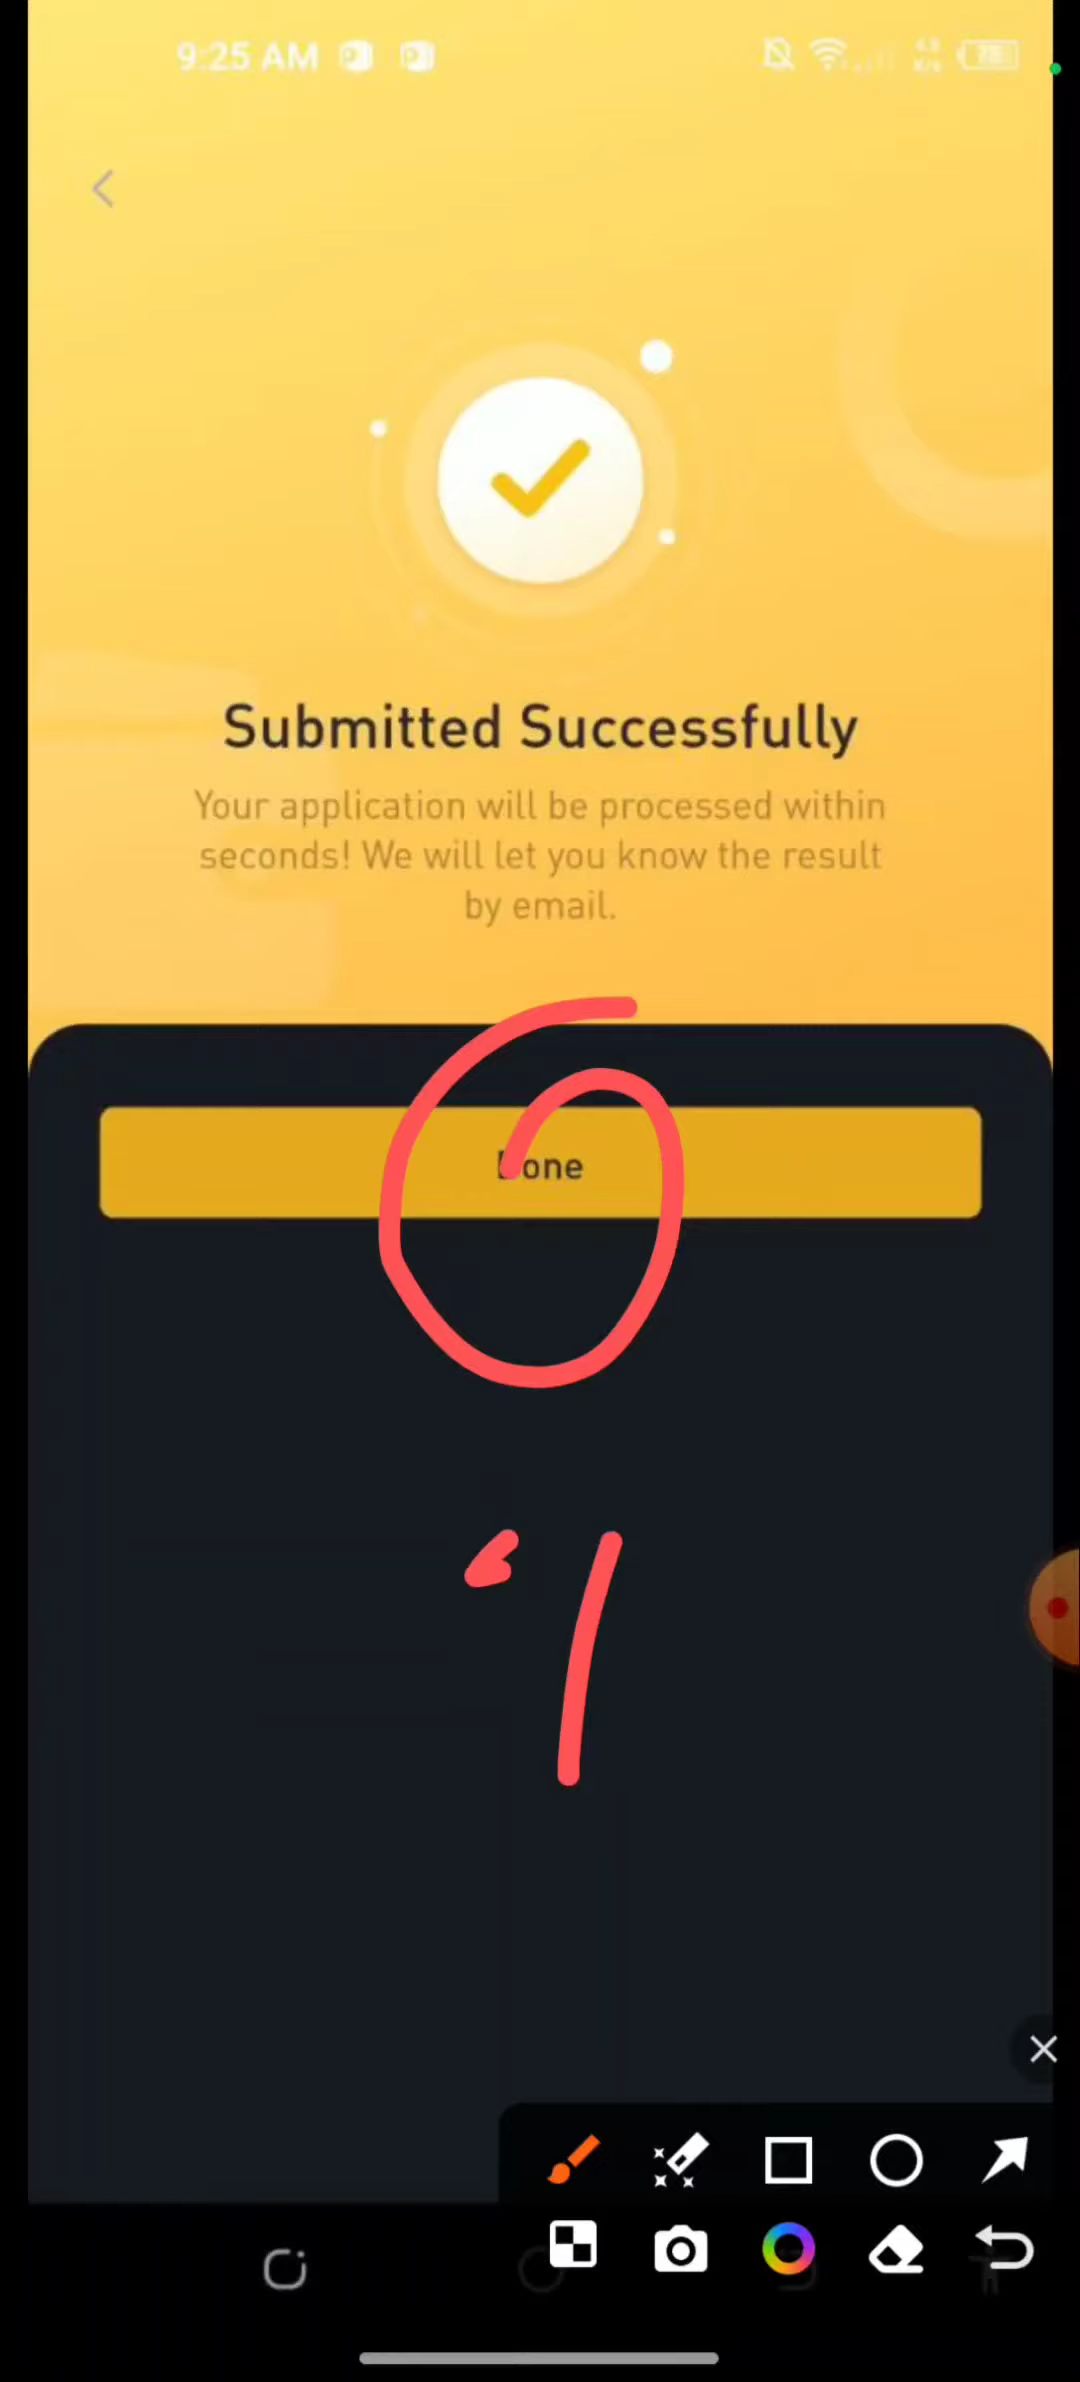 9:25 AM
Submitted Successfully
Your application will be processed within
seconds! We will let you know the result
by email.
Done